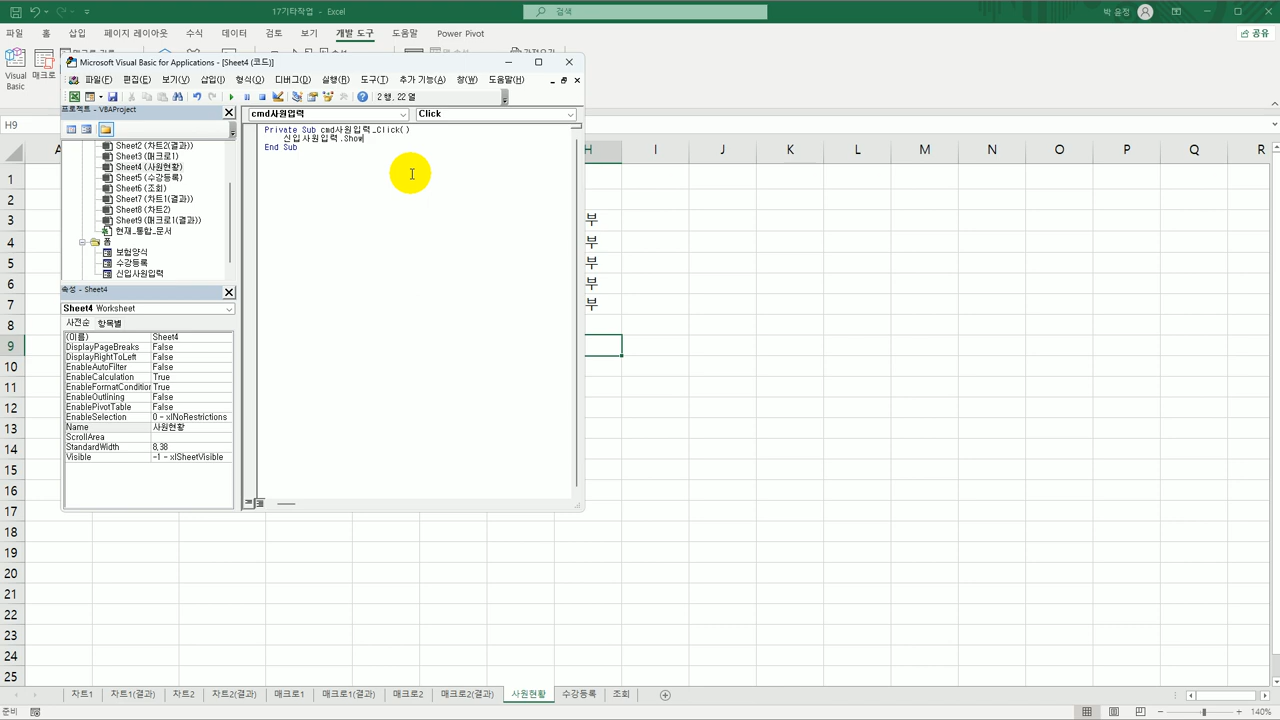 17기타작업 - Excel
검색
박 윤정
파일 홈 삽입 페이지 레이아웃 수식 데이터 검토 보기 개발 도구 도움말 Power Pivot
공유
Visual Basic
매크로
H9
Microsoft Visual Basic for Applications - [Sheet4 (코드)]
파일(F) 편집(E) 보기(V) 삽입(I) 형식(O) 디버그(D) 실행(R) 도구(T) 추가 기능(A) 창(W) 도움말(H)
2 행, 22 열
프로젝트 - VBAProject
Sheet2 (차트2(결과))
Sheet3 (매크로1)
Sheet4 (사원현황)
Sheet5 (수강등록)
Sheet6 (조회)
Sheet7 (차트1(결과))
Sheet8 (차트2)
Sheet9 (매크로1(결과))
현재_통합_문서
폼
보험양식
수강등록
신입사원입력
속성 - Sheet4
Sheet4 Worksheet
사전순 항목별
(이름) Sheet4
DisplayPageBreaks False
DisplayRightToLeft False
EnableAutoFilter False
EnableCalculation True
EnableFormatCondition True
EnableOutlining False
EnablePivotTable False
EnableSelection 0 - xlNoRestrictions
Name 사원현황
ScrollArea
StandardWidth 8,38
Visible -1 - xlSheetVisible
cmd사원입력 Click
Private Sub cmd사원입력_Click()
신입사원입력.Show
End Sub
A H I J K L M N O P Q R
1
2
3 부
4 부
5 부
6 부
7 부
8
9
10
11
12
13
14
15
16
17
18
19
20
21
22
23
24
25
차트1 차트1(결과) 차트2 차트2(결과) 매크로1 매크로1(결과) 매크로2 매크로2(결과) 사원현황 수강등록 조회
준비
140%